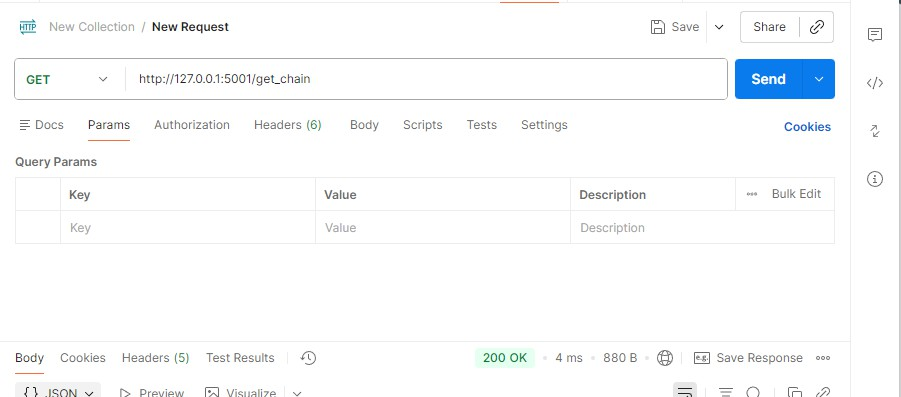 HTTP New Collection / New Request Save Share
GET http://127.0.0.1:5001/get_chain Send
Docs Params Authorization Headers (6) Body Scripts Tests Settings Cookies
Query Params
Key Value Description ••• Bulk Edit
Key Value Description
Body Cookies Headers (5) Test Results 200 OK • 4 ms • 880 B • e.g. Save Response •••
{} JSON Preview Visualize